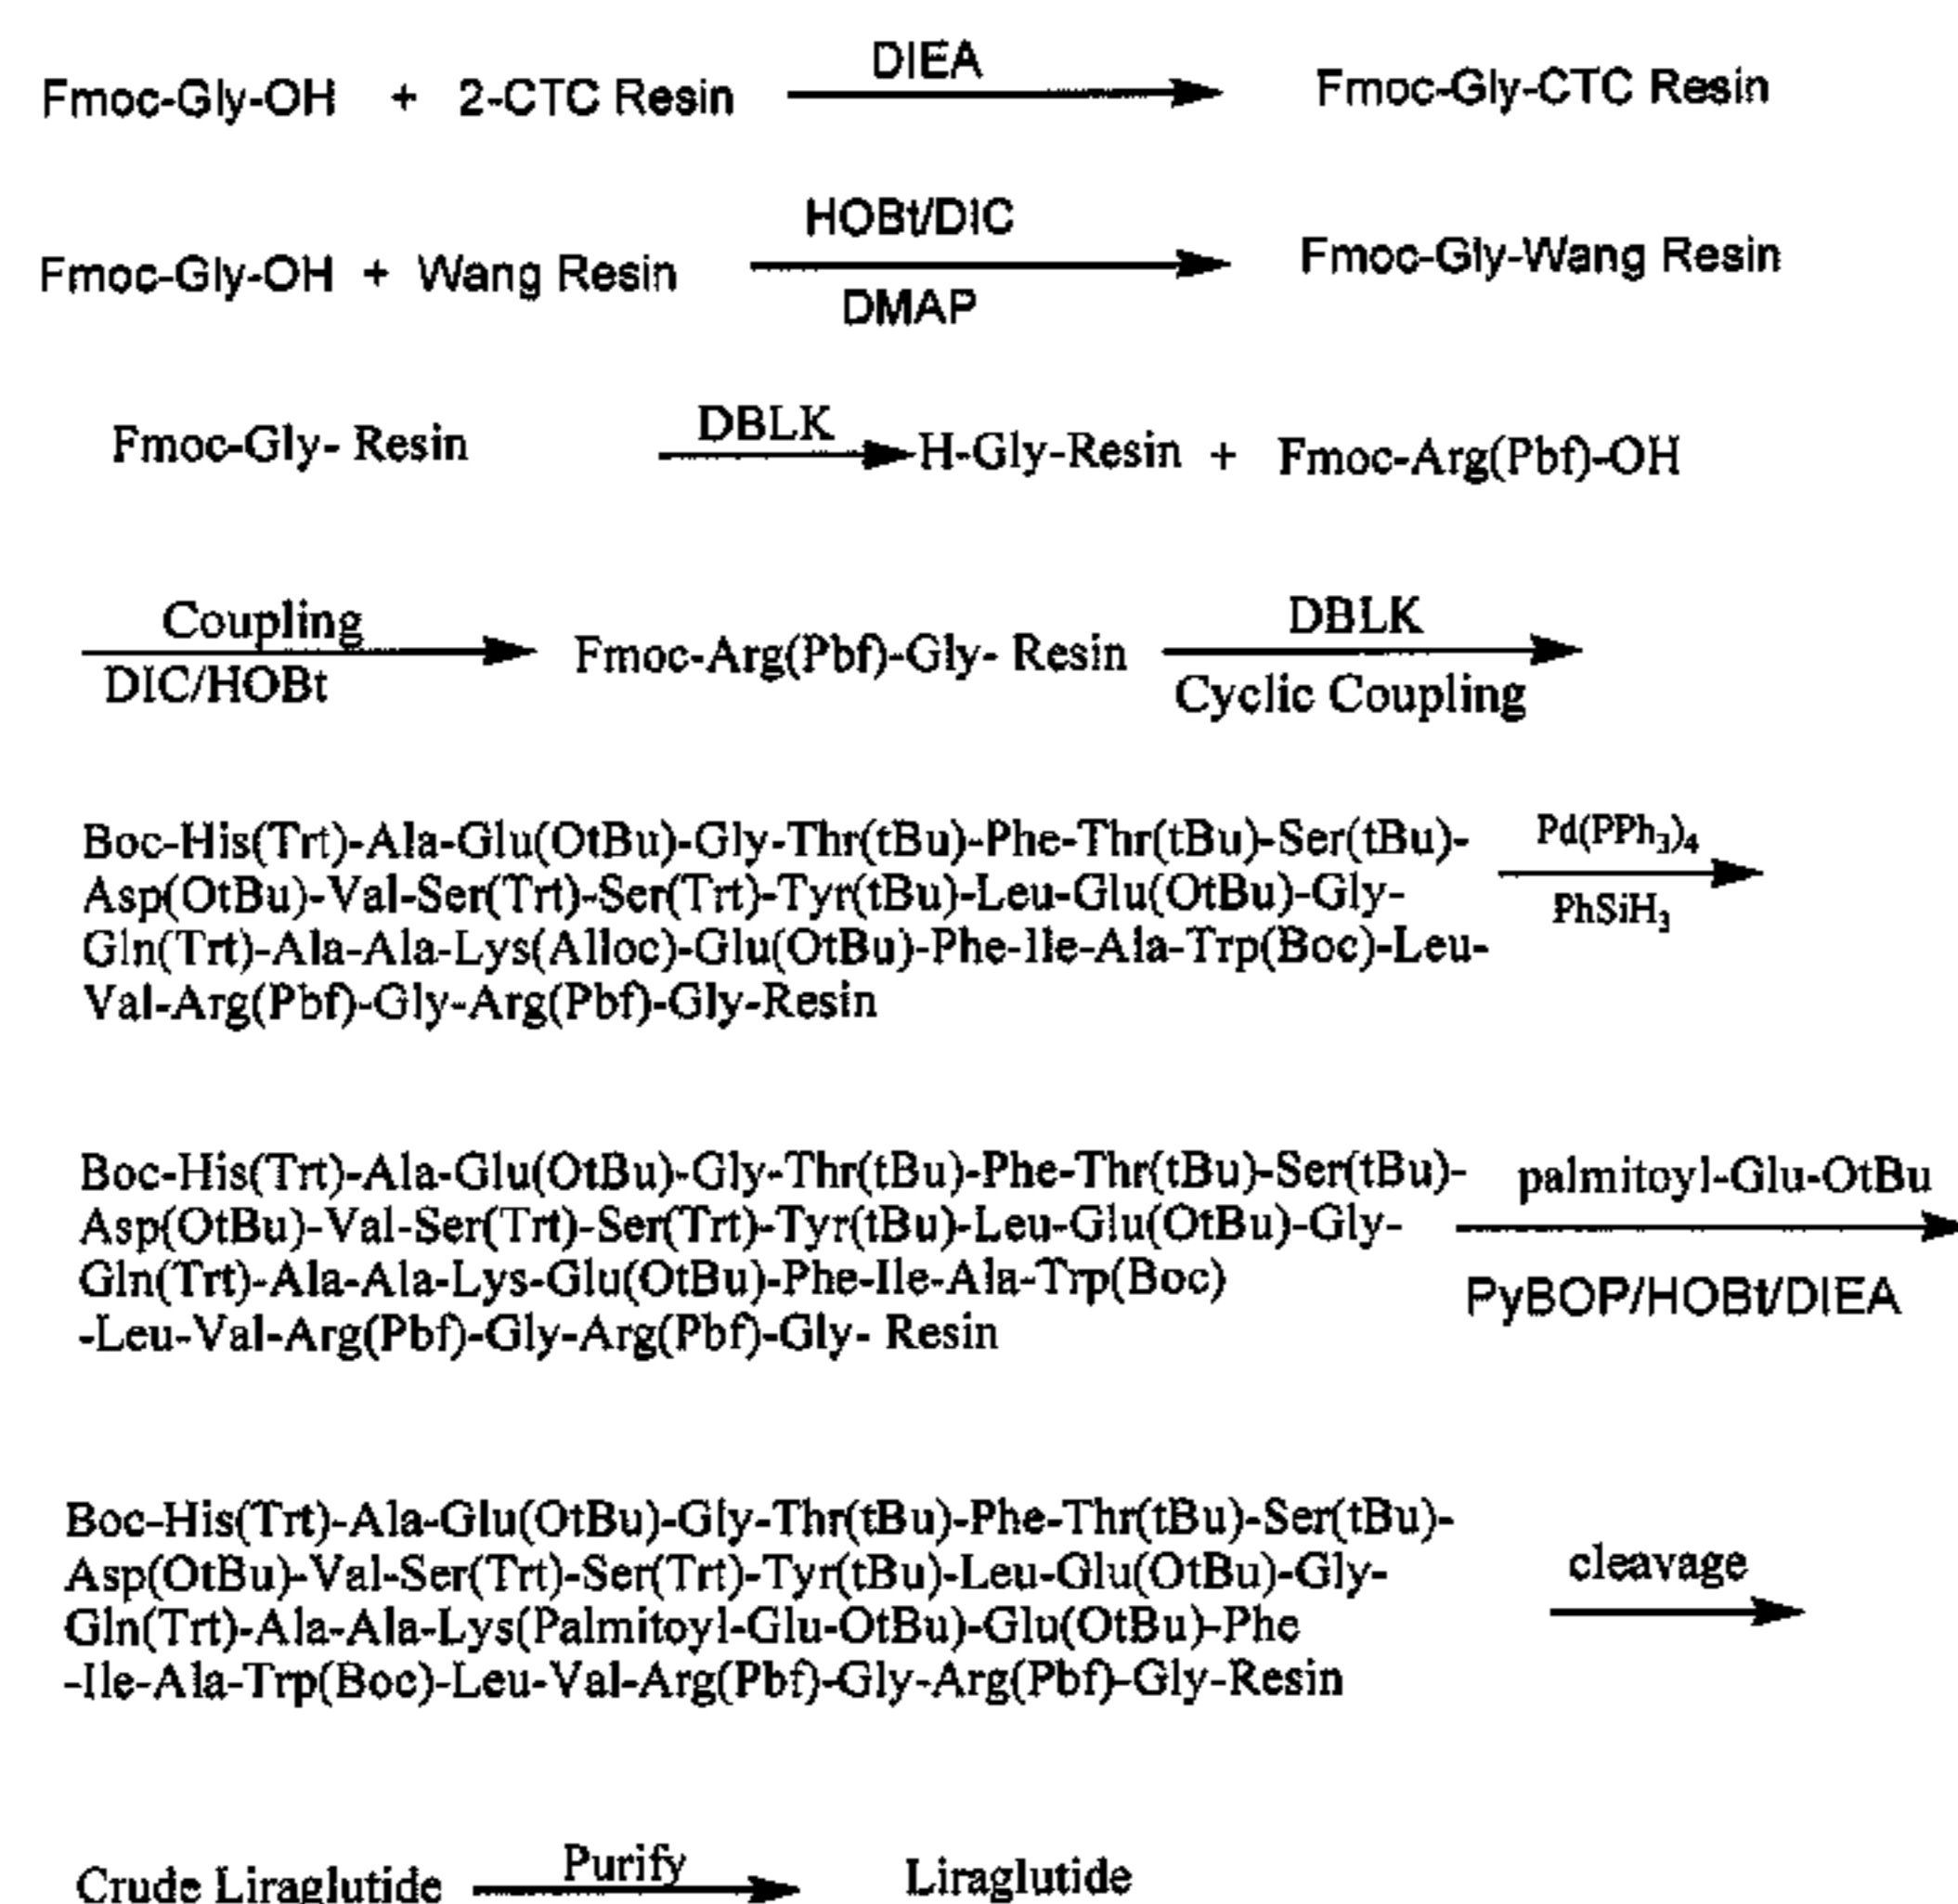 Fmoc-Gly-OH + 2-CTC Resin DIEA Fmoc-Gly-CTC Resin
Fmoc-Gly-OH + Wang Resin HOBt/DIC DMAP Fmoc-Gly-Wang Resin
Fmoc-Gly- Resin DBLK H-Gly-Resin + Fmoc-Arg(Pbf)-OH
Coupling DIC/HOBt Fmoc-Arg(Pbf)-Gly- Resin DBLK Cyclic Coupling
Boc-His(Trt)-Ala-Glu(OtBu)-Gly-Thr(tBu)-Phe-Thr(tBu)-Ser(tBu)-
Asp(OtBu)-Val-Ser(Trt)-Ser(Trt)-Tyr(tBu)-Leu-Glu(OtBu)-Gly-
Gln(Trt)-Ala-Ala-Lys(Alloc)-Glu(OtBu)-Phe-Ile-Ala-Trp(Boc)-Leu-
Val-Arg(Pbf)-Gly-Arg(Pbf)-Gly-Resin
Pd(PPh₃)₄
PhSiH₃
Boc-His(Trt)-Ala-Glu(OtBu)-Gly-Thr(tBu)-Phe-Thr(tBu)-Ser(tBu)-
Asp(OtBu)-Val-Ser(Trt)-Ser(Trt)-Tyr(tBu)-Leu-Glu(OtBu)-Gly-
Gln(Trt)-Ala-Ala-Lys-Glu(OtBu)-Phe-Ile-Ala-Trp(Boc)
-Leu-Val-Arg(Pbf)-Gly-Arg(Pbf)-Gly- Resin
palmitoyl-Glu-OtBu
PyBOP/HOBt/DIEA
Boc-His(Trt)-Ala-Glu(OtBu)-Gly-Thr(tBu)-Phe-Thr(tBu)-Ser(tBu)-
Asp(OtBu)-Val-Ser(Trt)-Ser(Trt)-Tyr(tBu)-Leu-Glu(OtBu)-Gly-
Gln(Trt)-Ala-Ala-Lys(Palmitoyl-Glu-OtBu)-Glu(OtBu)-Phe
-Ile-Ala-Trp(Boc)-Leu-Val-Arg(Pbf)-Gly-Arg(Pbf)-Gly-Resin
cleavage
Crude Liraglutide Purify Liraglutide